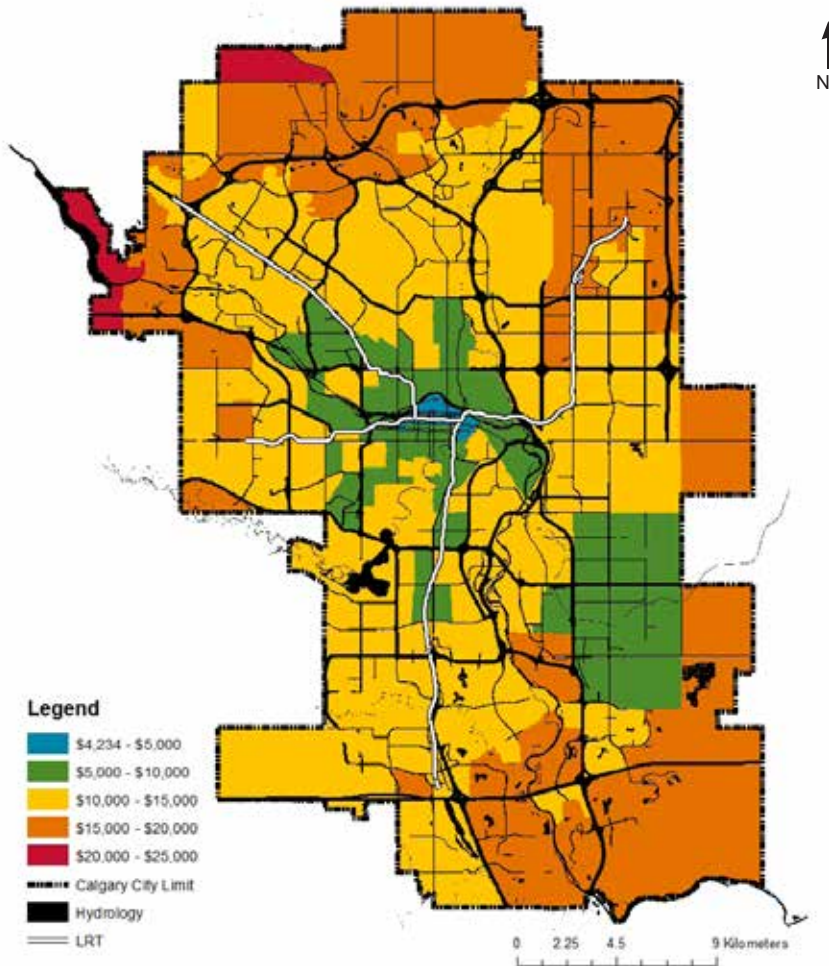 N
Legend
$4,234 - $5,000
$5,000 - $10,000
$10,000 - $15,000
$15,000 - $20,000
$20,000 - $25,000
Calgary City Limit
Hydrology
LRT
0 2.25 4.5 9 Kilometers